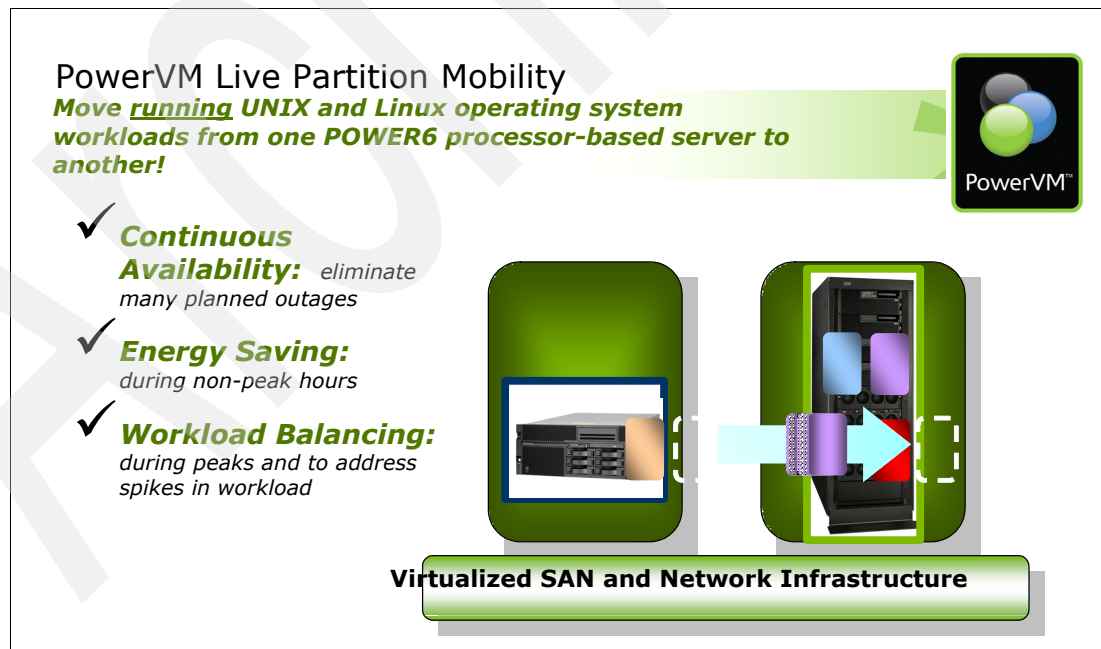 PowerVM Live Partition Mobility
Move running UNIX and Linux operating system
workloads from one POWER6 processor-based server to
another!
PowerVM™
✓ Continuous
Availability: eliminate
many planned outages
✓ Energy Saving:
during non-peak hours
✓ Workload Balancing:
during peaks and to address
spikes in workload
IBM
Virtualized SAN and Network Infrastructure